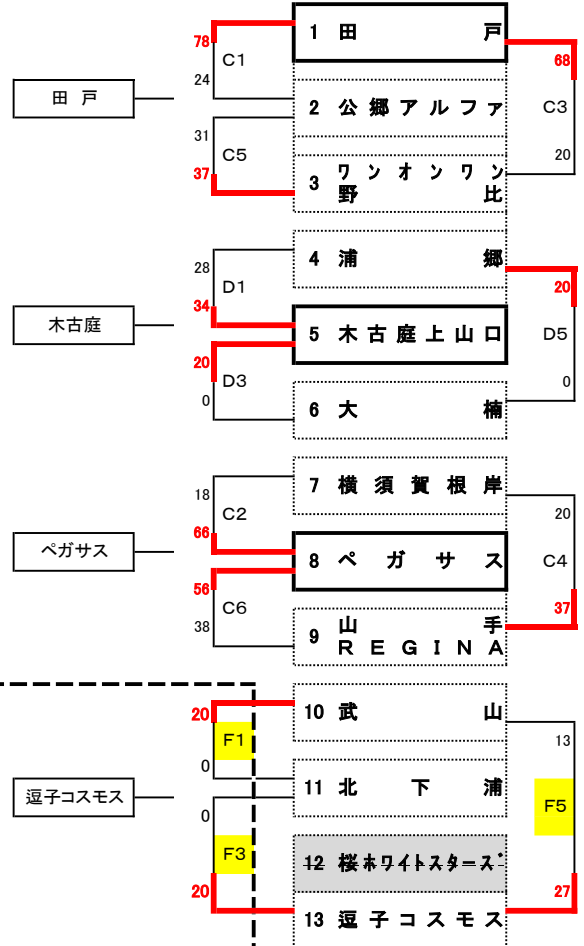 78
C1
24
田 戸
31
C5
37
1 田 戸
2 公郷アルファ
3 ワンオンワン
野比
68
C3
20
28
D1
34
木古庭
20
D3
0
4 浦郷
5 木古庭上山口
6 大楠
20
D5
0
18
C2
66
ペガサス
56
C6
38
7 横須賀根岸
8 ペガサス
9 山手
REGINA
20
C4
37
20
F1
0
逗子コスモス
0
F3
20
10 武山
11 北下浦
12 桜ホワイトスターズ
13 逗子コスモス
13
F5
27